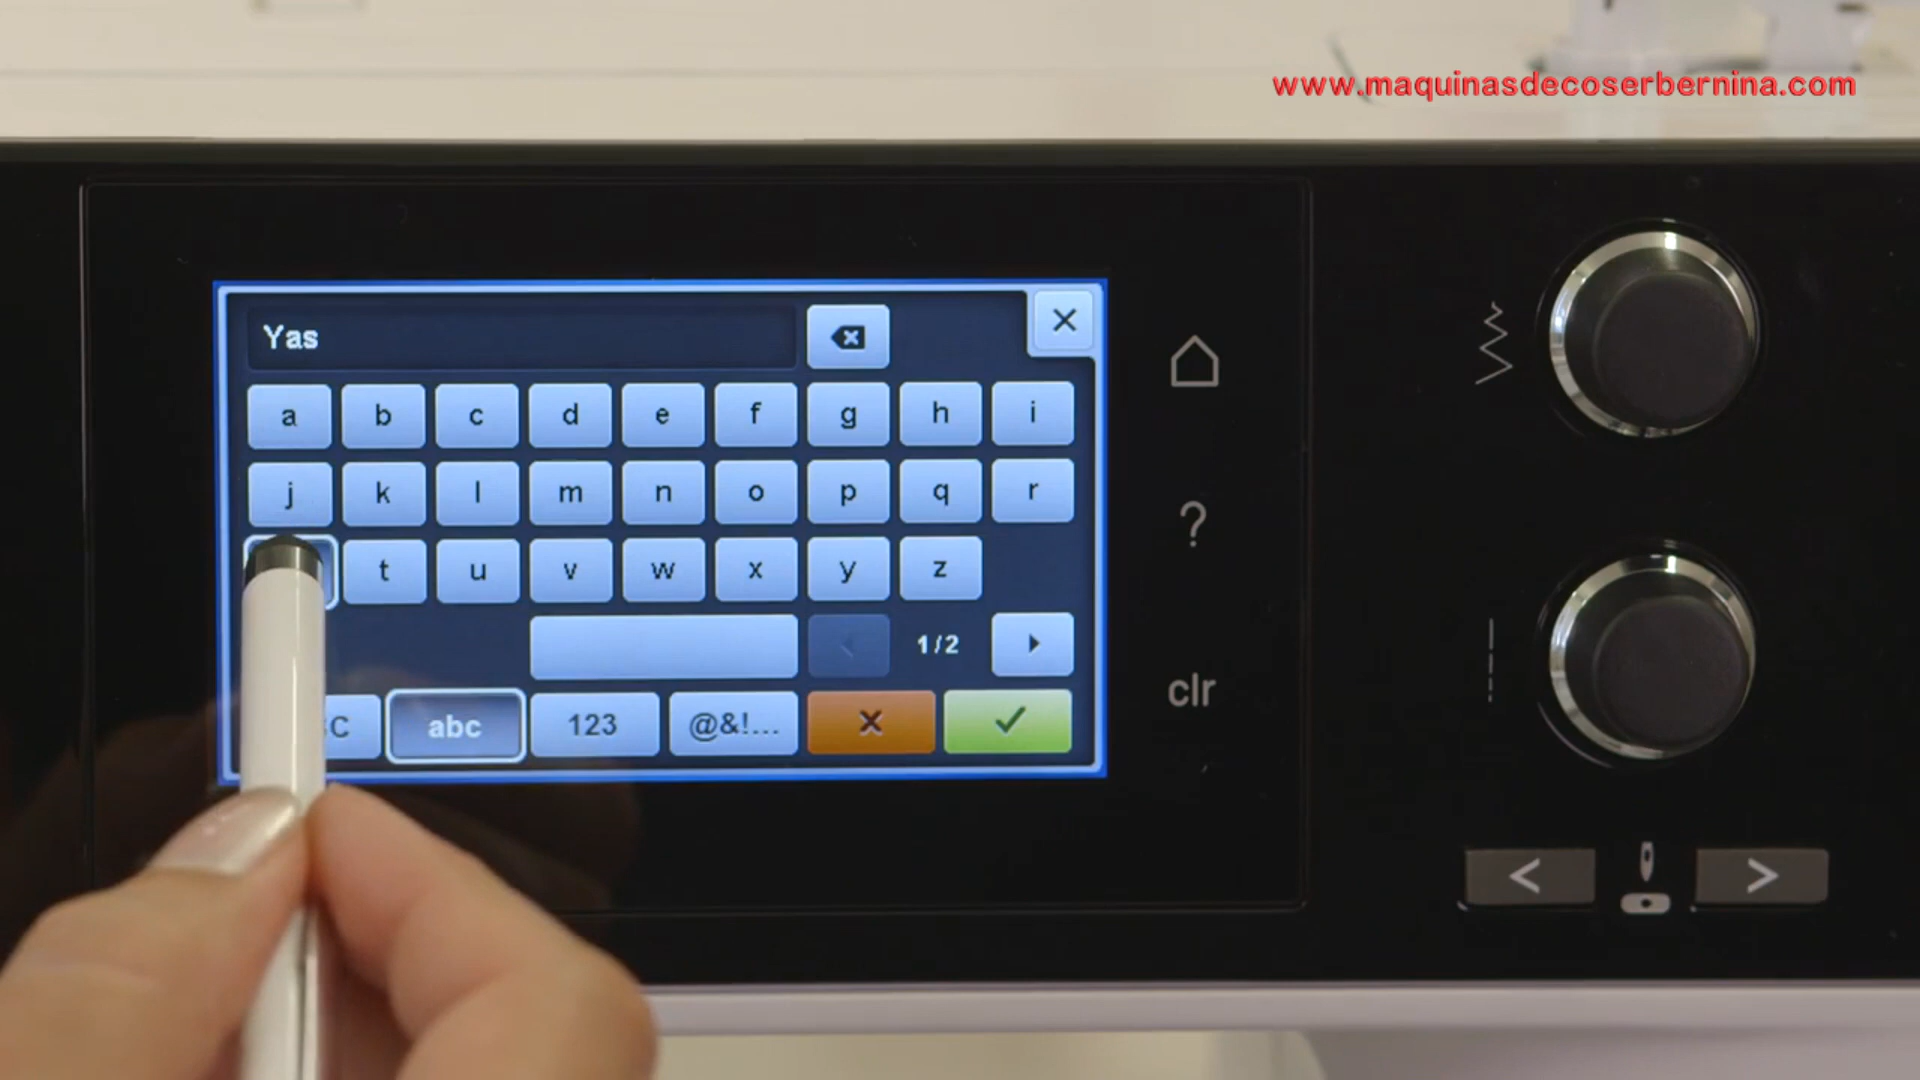 www.maquinasdecoserbernina.com
Yas
a b c d e f g h i
j k l m n o p q r
t u v w x y z
1/2
C abc 123 @&!...
?
clr
< >